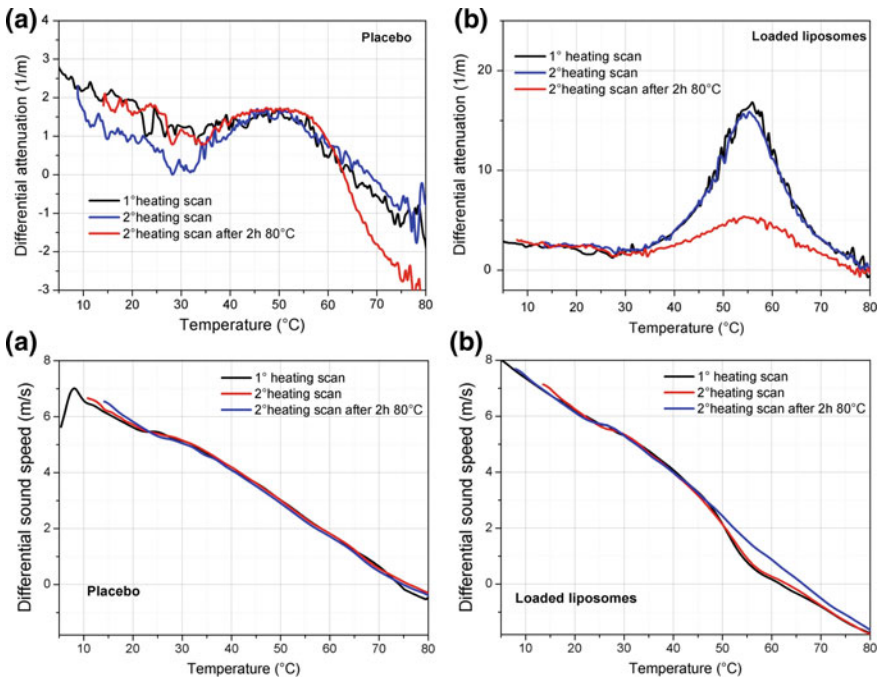 (a)
Placebo
1° heating scan
2°heating scan
2°heating scan after 2h 80°C
Differential attenuation (1/m)
4
3
2
1
0
-1
-2
-3
10 20 30 40 50 60 70 80
Temperature (°C)
(b)
Loaded liposomes
1° heating scan
2°heating scan
2°heating scan after 2h 80°C
Differential attenuation (1/m)
20
10
0
10 20 30 40 50 60 70 80
Temperature (°C)
(a)
1° heating scan
2°heating scan
2°heating scan after 2h 80°C
Placebo
Differential sound speed (m/s)
8
6
4
2
0
10 20 30 40 50 60 70 80
Temperature (°C)
(b)
1° heating scan
2°heating scan
2°heating scan after 2h 80°C
Loaded liposomes
Differential sound speed (m/s)
8
6
4
2
0
10 20 30 40 50 60 70 80
Temperature (°C)